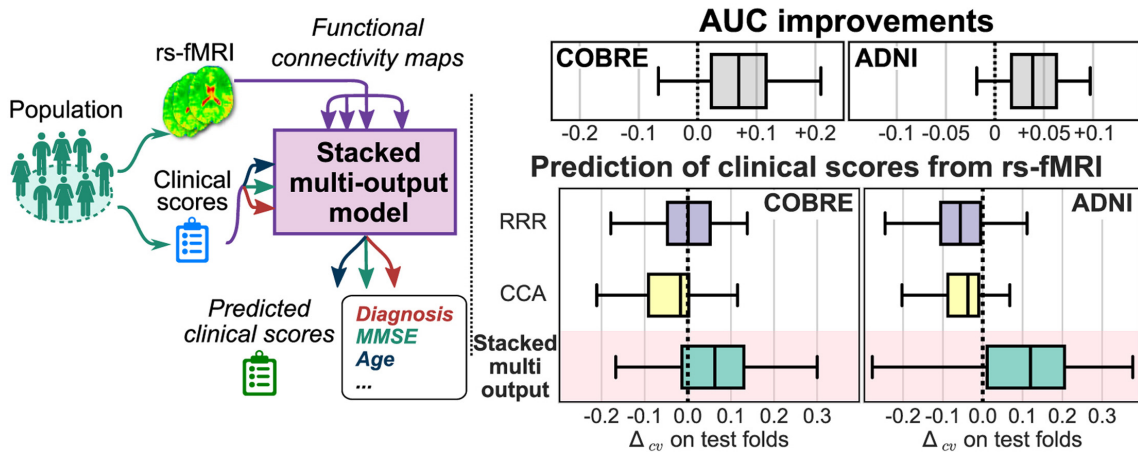 rs-fMRI
Functional
connectivity maps
Population
Clinical
scores
Stacked
multi-output
model
Predicted
clinical scores
Diagnosis
MMSE
Age
...
AUC improvements
COBRE
ADNI
-0.2 -0.1 0.0 +0.1 +0.2
-0.1 -0.05 0 +0.05 +0.1
Prediction of clinical scores from rs-fMRI
COBRE
ADNI
RRR
CCA
Stacked
multi
output
-0.2 -0.1 0.0 0.1 0.2 0.3
-0.2 -0.1 0.0 0.1 0.2 0.3
Δcv on test folds
Δcv on test folds